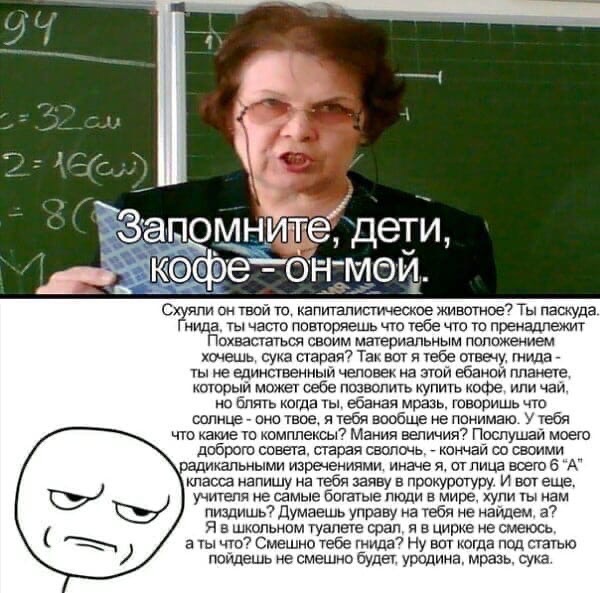 94
с=32см
2=16(см)
=8(
1
Запомните, дети,
кофе - он мой.
Схуяли он твой то, капиталистическое животное? Ты паскуда.
Гнида, ты часто повторяешь что тебе что то пренадлежит
Похвастаться своим материальным положением
хочешь, сука старая? Так вот я тебе отвечу, гнида -
ты не единственный человек на этой ебаной планете,
который может себе позволить купить кофе, или чай,
но блять когда ты, ебаная мразь, говоришь что
солнце - оно твое, я тебя вообще не понимаю. У тебя
что какие то комплексы? Мания величия? Послушай моего
доброго совета, старая сволочь, - кончай со своими
радикальными изречениями, иначе я, от лица всего 6 "А"
класса напишу на тебя заяву в прокуротуру. И вот еще,
учителя не самые богатые люди в мире, хули ты нам
пиздишь? Думаешь управу на тебя не найдем, а?
Я в школьном туалете срал, я в цирке не смеюсь,
а ты что? Смешно тебе гнида? Ну вот когда под статью
пойдешь не смешно будет, уродина, мразь, сука.